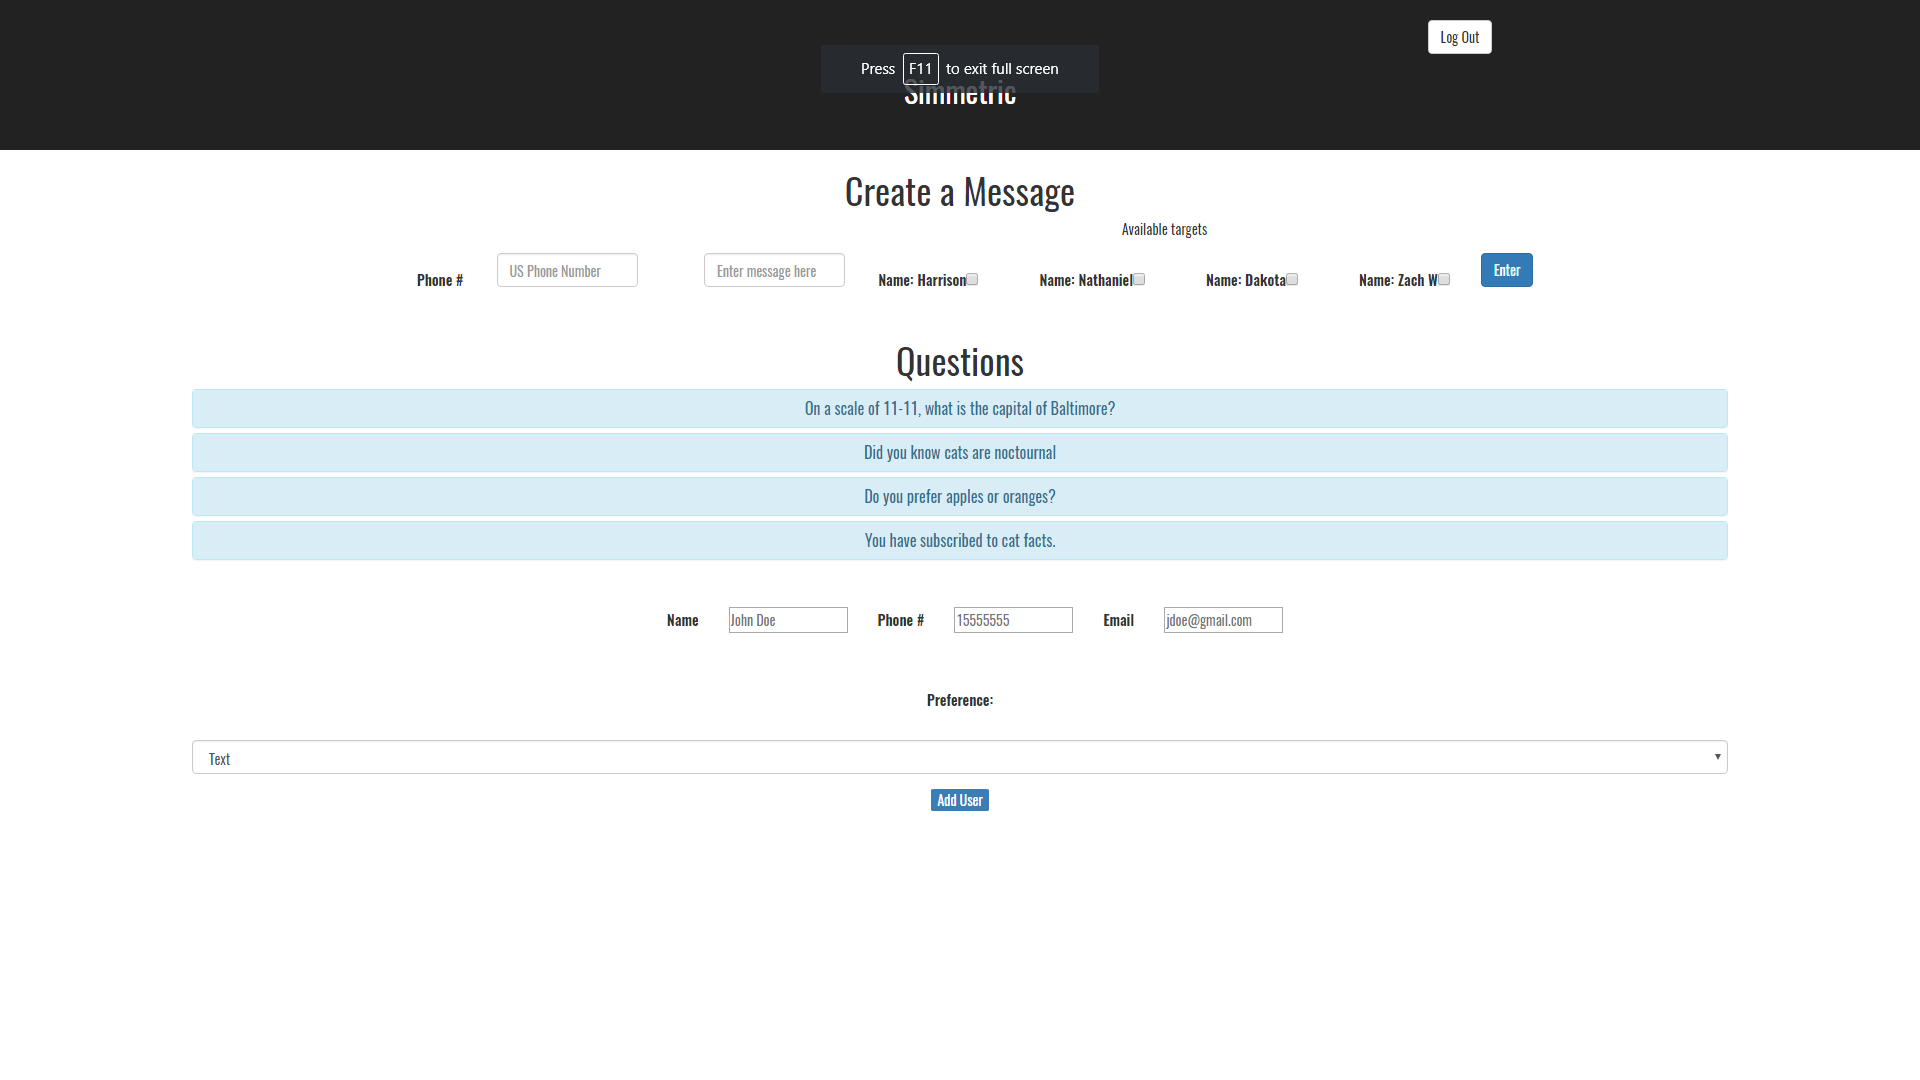 Log Out
Press F11 to exit full screen
Simmetric
Create a Message
Available targets
Phone # US Phone Number Enter message here Name: Harrison Name: Nathaniel Name: Dakota Name: Zach W Enter
Questions
On a scale of 11-11, what is the capital of Baltimore?
Did you know cats are noctournal
Do you prefer apples or oranges?
You have subscribed to cat facts.
Name John Doe Phone # 15555555 Email jdoe@gmail.com
Preference:
Text
Add User